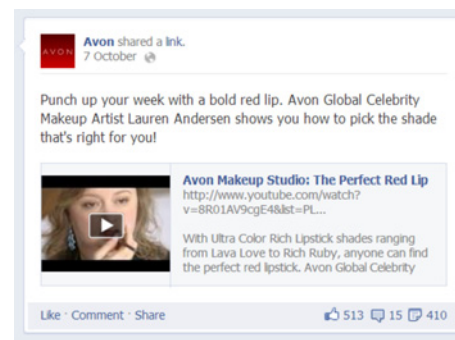 AVON
Avon shared a link.
7 October
Punch up your week with a bold red lip. Avon Global Celebrity
Makeup Artist Lauren Andersen shows you how to pick the shade
that's right for you!
Avon Makeup Studio: The Perfect Red Lip
http://www.youtube.com/watch?
v=8R01AV9cgE4&list=PL...
With Ultra Color Rich Lipstick shades ranging
from Lava Love to Rich Ruby, anyone can find
the perfect red lipstick. Avon Global Celebrity
Like · Comment · Share
513 15 410